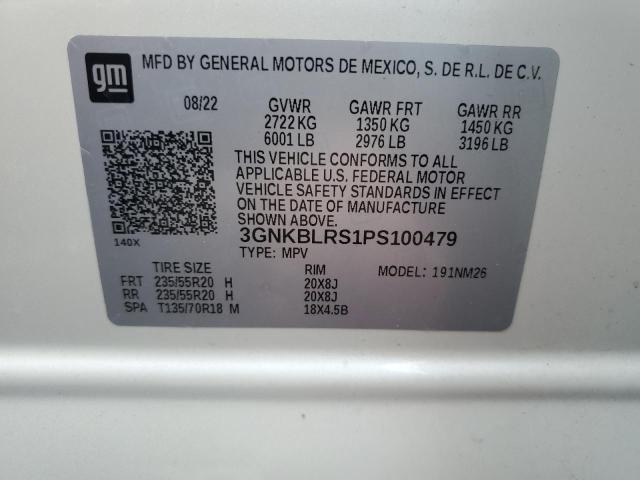 gm
MFD BY GENERAL MOTORS DE MEXICO, S. DE R.L. DE C.V.
08/22 GVWR GAWR FRT GAWR RR
2722 KG 1350 KG 1450 KG
6001 LB 2976 LB 3196 LB
THIS VEHICLE CONFORMS TO ALL
APPLICABLE U.S. FEDERAL MOTOR
VEHICLE SAFETY STANDARDS IN EFFECT
ON THE DATE OF MANUFACTURE
SHOWN ABOVE.
140X 3GNKBLRS1PS100479
TYPE: MPV MODEL: 191NM26
TIRE SIZE RIM
FRT 235/55R20 H 20X8J
RR 235/55R20 H 20X8J
SPA T135/70R18 M 18X4.5B